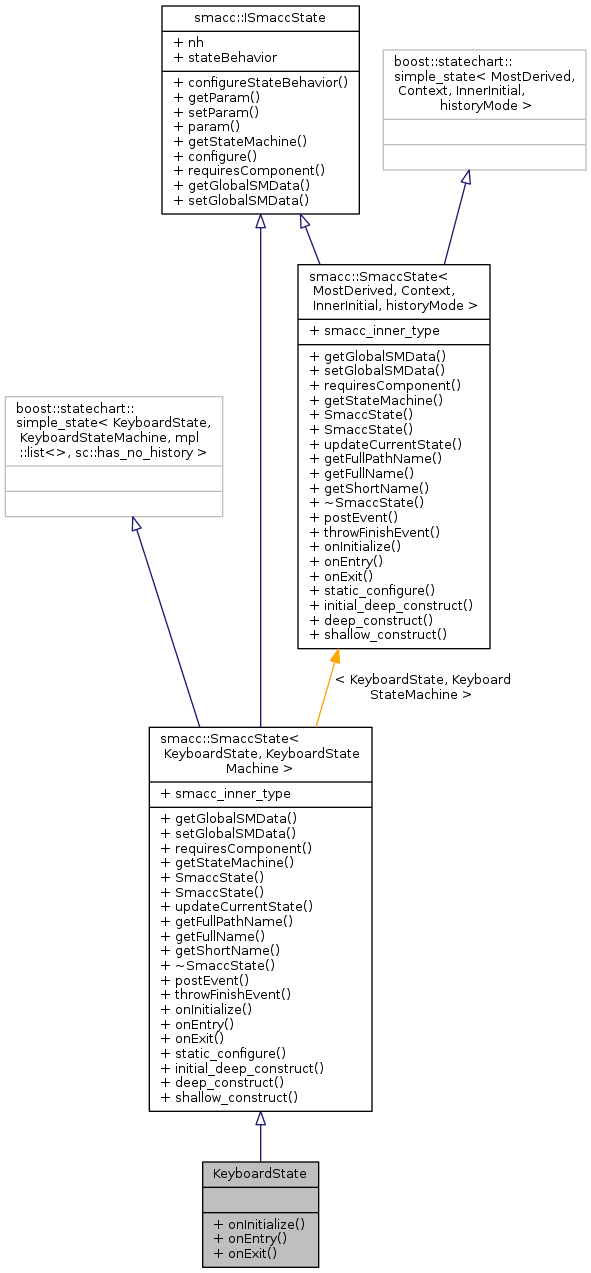 smacc::ISmaccState
+ nh
+ stateBehavior
+ configureStateBehavior()
+ getParam()
+ setParam()
+ param()
+ getStateMachine()
+ configure()
+ requiresComponent()
+ getGlobalSMData()
+ setGlobalSMData()
boost::statechart::
simple_state< MostDerived,
Context, InnerInitial,
historyMode >
smacc::SmaccState<
MostDerived, Context,
InnerInitial, historyMode >
+ smacc_inner_type
+ getGlobalSMData()
+ setGlobalSMData()
+ requiresComponent()
+ getStateMachine()
+ SmaccState()
+ SmaccState()
+ updateCurrentState()
+ getFullPathName()
+ getFullName()
+ getShortName()
+ ~SmaccState()
+ postEvent()
+ throwFinishEvent()
+ onInitialize()
+ onEntry()
+ onExit()
+ static_configure()
+ initial_deep_construct()
+ deep_construct()
+ shallow_construct()
boost::statechart::
simple_state< KeyboardState,
KeyboardStateMachine, mpl
::list<>, sc::has_no_history >
< KeyboardState, Keyboard
StateMachine >
smacc::SmaccState<
KeyboardState, KeyboardState
Machine >
+ smacc_inner_type
+ getGlobalSMData()
+ setGlobalSMData()
+ requiresComponent()
+ getStateMachine()
+ SmaccState()
+ SmaccState()
+ updateCurrentState()
+ getFullPathName()
+ getFullName()
+ getShortName()
+ ~SmaccState()
+ postEvent()
+ throwFinishEvent()
+ onInitialize()
+ onEntry()
+ onExit()
+ static_configure()
+ initial_deep_construct()
+ deep_construct()
+ shallow_construct()
KeyboardState
+ onInitialize()
+ onEntry()
+ onExit()